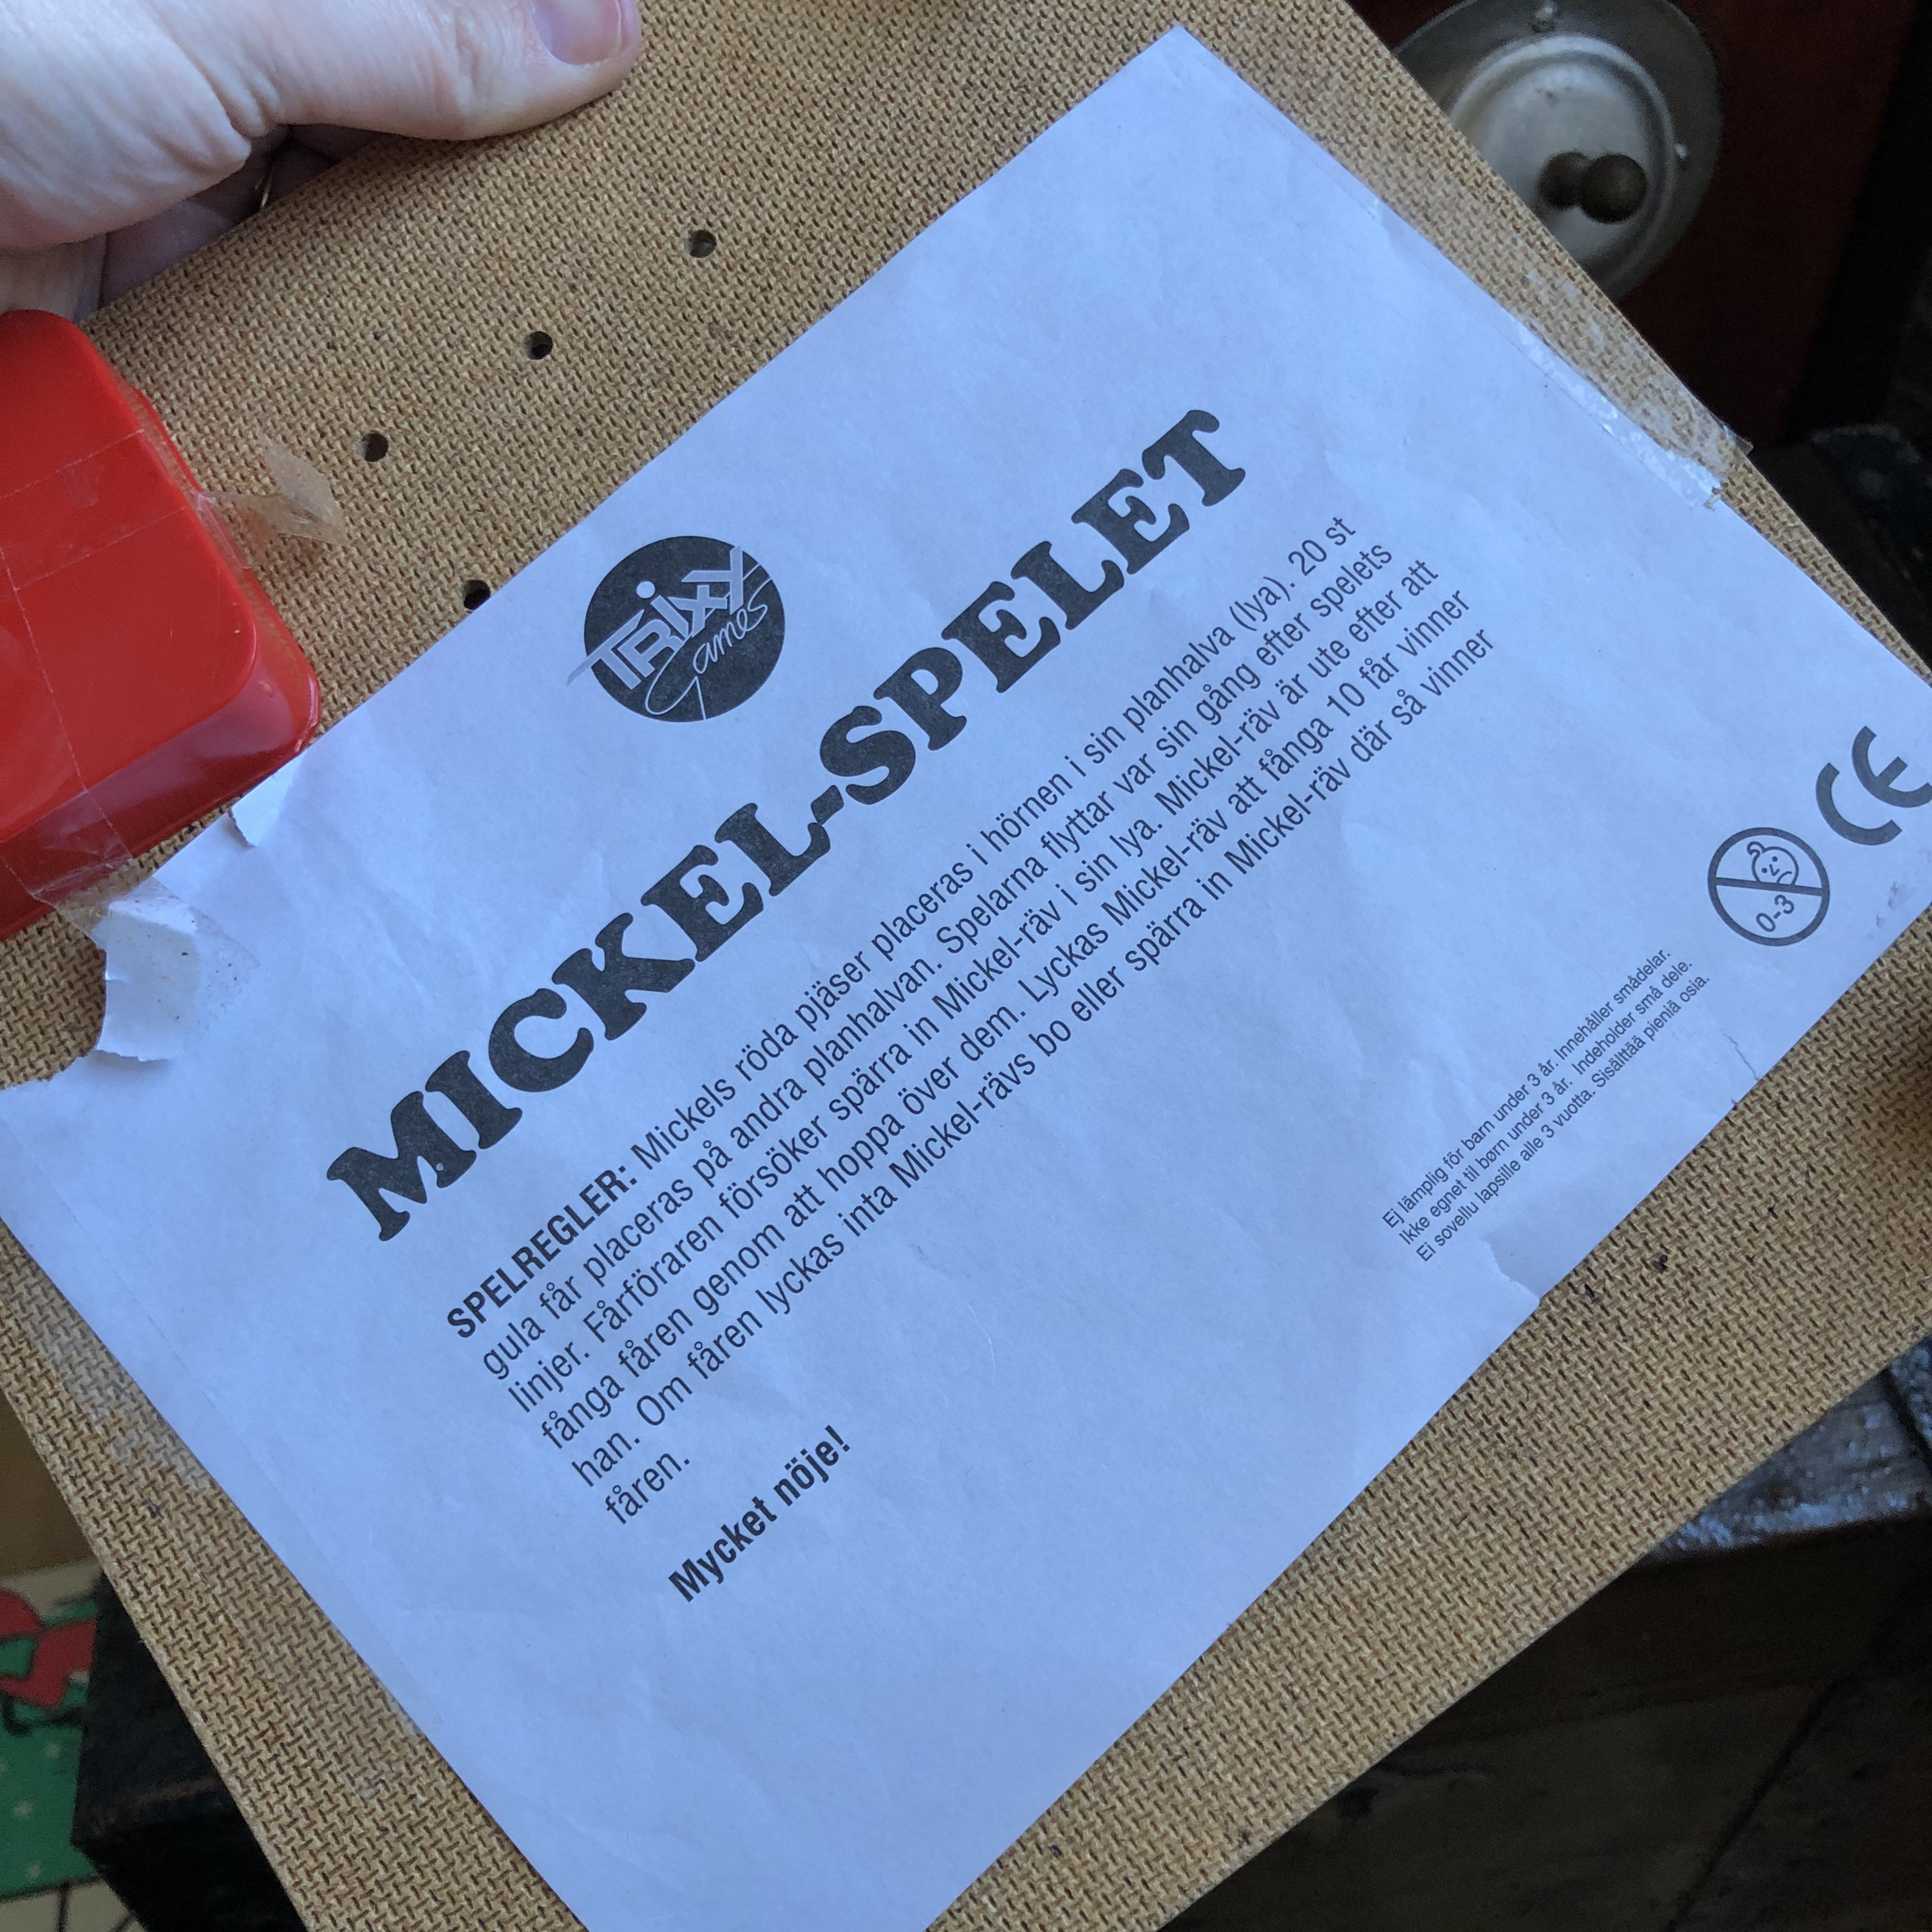 TRiXXy
Games
MICKEL-SPELET
SPELREGLER: Mickels röda pjäser placeras i hörnen i sin planhalva (lya). 20 st
gula får placeras på andra planhalvan. Spelarna flyttar var sin gång efter spelets
linjer. Fårföraren försöker spärra in Mickel-räv i sin lya. Mickel-räv är ute efter att
fånga fåren genom att hoppa över dem. Lyckas Mickel-räv att fånga 10 får vinner
han. Om fåren lyckas inta Mickel-rävs bo eller spärra in Mickel-räv där så vinner
fåren.
Mycket nöje!
Ej lämplig för barn under 3 år. Innehåller smådelar.
Ikke egnet til børn under 3 år. Indeholder små dele.
Ei sovellu lapsille alle 3 vuotta. Sisältää pieniä osia.
0-3
CE